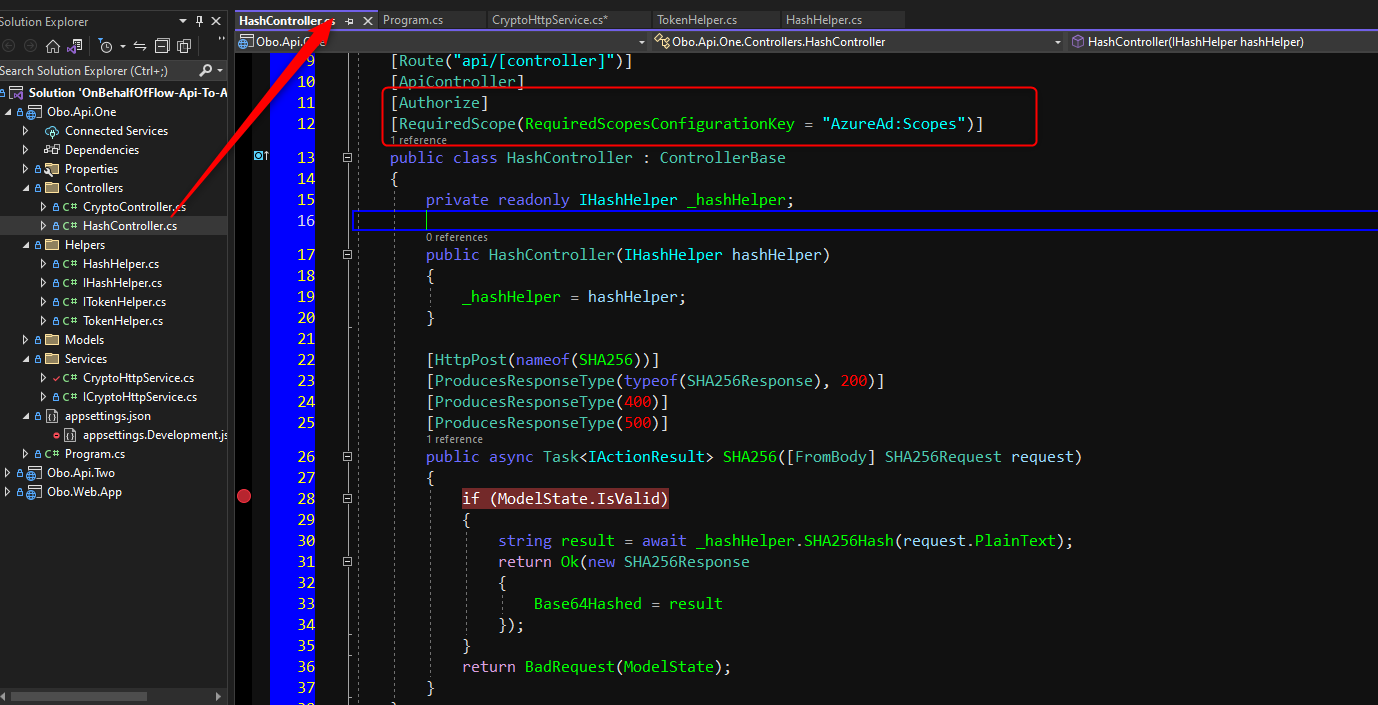 Solution Explorer
Search Solution Explorer (Ctrl+;)
Solution 'OnBehalfOfFlow-Api-To-A
Obo.Api.One
Connected Services
Dependencies
Properties
Controllers
C# CryptoController.cs
C# HashController.cs
Helpers
C# HashHelper.cs
C# IHashHelper.cs
C# ITokenHelper.cs
C# TokenHelper.cs
Models
Services
C# CryptoHttpService.cs
C# ICryptoHttpService.cs
appsettings.json
appsettings.Development.js
C# Program.cs
Obo.Api.Two
Obo.Web.App
HashController.cs Program.cs CryptoHttpService.cs* TokenHelper.cs HashHelper.cs
Obo.Api.One Obo.Api.One.Controllers.HashController HashController(IHashHelper hashHelper)
9 [Route("api/[controller]")]
10 [ApiController]
11 [Authorize]
12 [RequiredScope(RequiredScopesConfigurationKey = "AzureAd:Scopes")]
1 reference
13 public class HashController : ControllerBase
14 {
15 private readonly IHashHelper _hashHelper;
16
0 references
17 public HashController(IHashHelper hashHelper)
18 {
19 _hashHelper = hashHelper;
20 }
21
22 [HttpPost(nameof(SHA256))]
23 [ProducesResponseType(typeof(SHA256Response), 200)]
24 [ProducesResponseType(400)]
25 [ProducesResponseType(500)]
1 reference
26 public async Task<IActionResult> SHA256([FromBody] SHA256Request request)
27 {
28 if (ModelState.IsValid)
29 {
30 string result = await _hashHelper.SHA256Hash(request.PlainText);
31 return Ok(new SHA256Response
32 {
33 Base64Hashed = result
34 });
35 }
36 return BadRequest(ModelState);
37 }
38 }